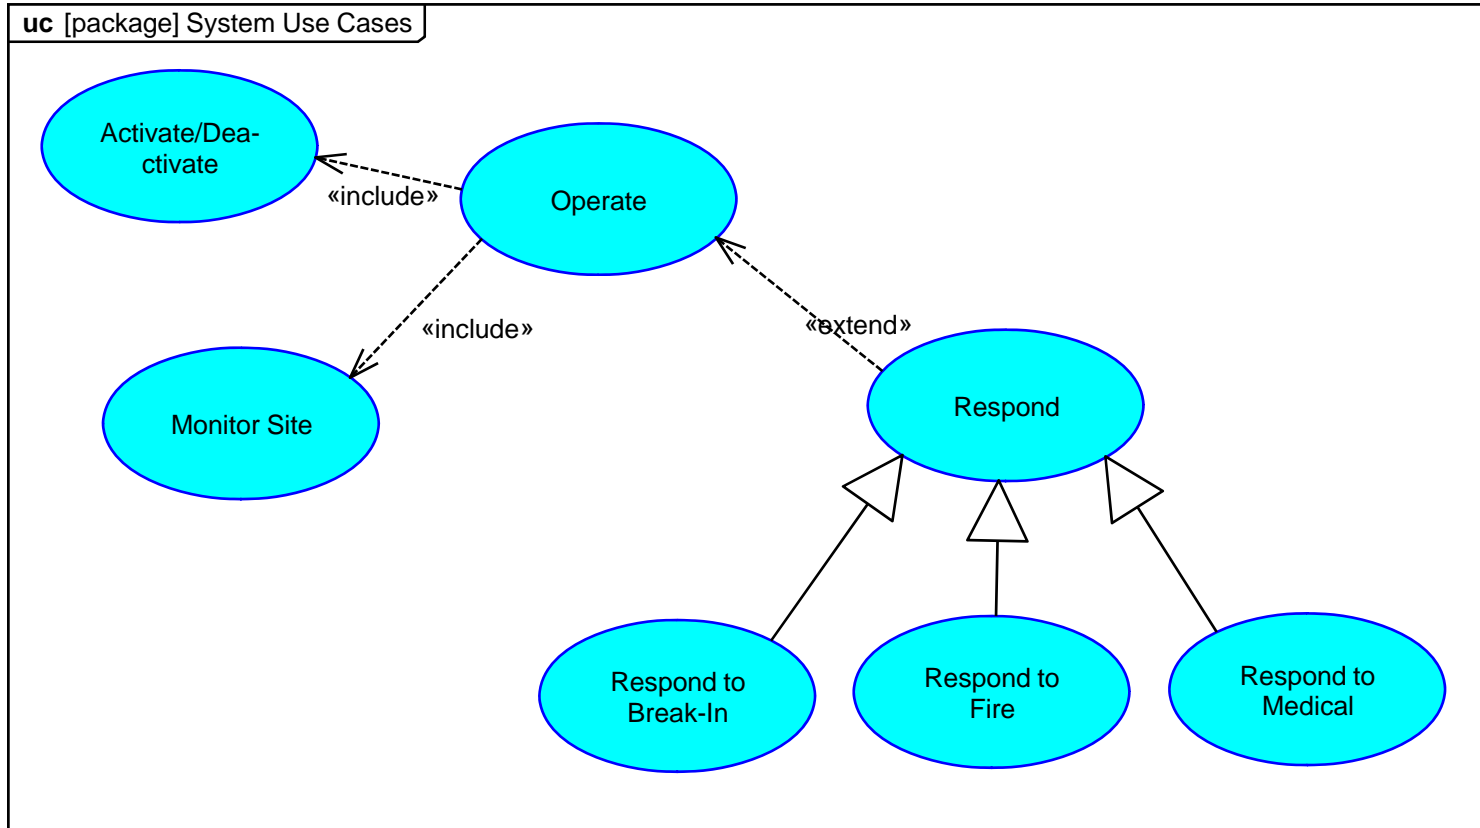 uc [package] System Use Cases
Activate/Dea-
ctivate
«include»
Operate
«include»
«extend»
Monitor Site
Respond
Respond to
Break-In
Respond to
Fire
Respond to
Medical